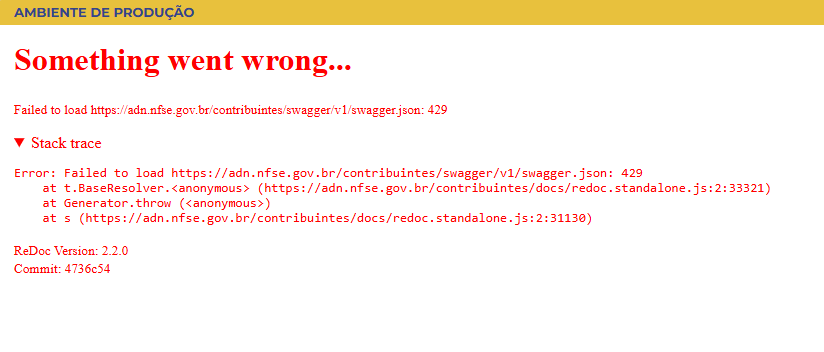 AMBIENTE DE PRODUÇÃO
Something went wrong...
Failed to load https://adn.nfse.gov.br/contribuintes/swagger/v1/swagger.json: 429
▼ Stack trace
Error: Failed to load https://adn.nfse.gov.br/contribuintes/swagger/v1/swagger.json: 429
    at t.BaseResolver.<anonymous> (https://adn.nfse.gov.br/contribuintes/docs/redoc.standalone.js:2:33321)
    at Generator.throw (<anonymous>)
    at s (https://adn.nfse.gov.br/contribuintes/docs/redoc.standalone.js:2:31130)
ReDoc Version: 2.2.0
Commit: 4736c54